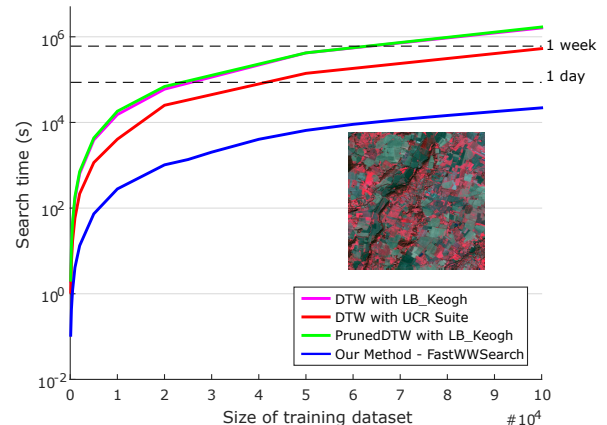 10^6
10^4
10^2
10^0
10^-2
Search time (s)
1 week
1 day
DTW with LB_Keogh
DTW with UCR Suite
PrunedDTW with LB_Keogh
Our Method - FastWWSearch
0 1 2 3 4 5 6 7 8 9 10
Size of training dataset
#10^4